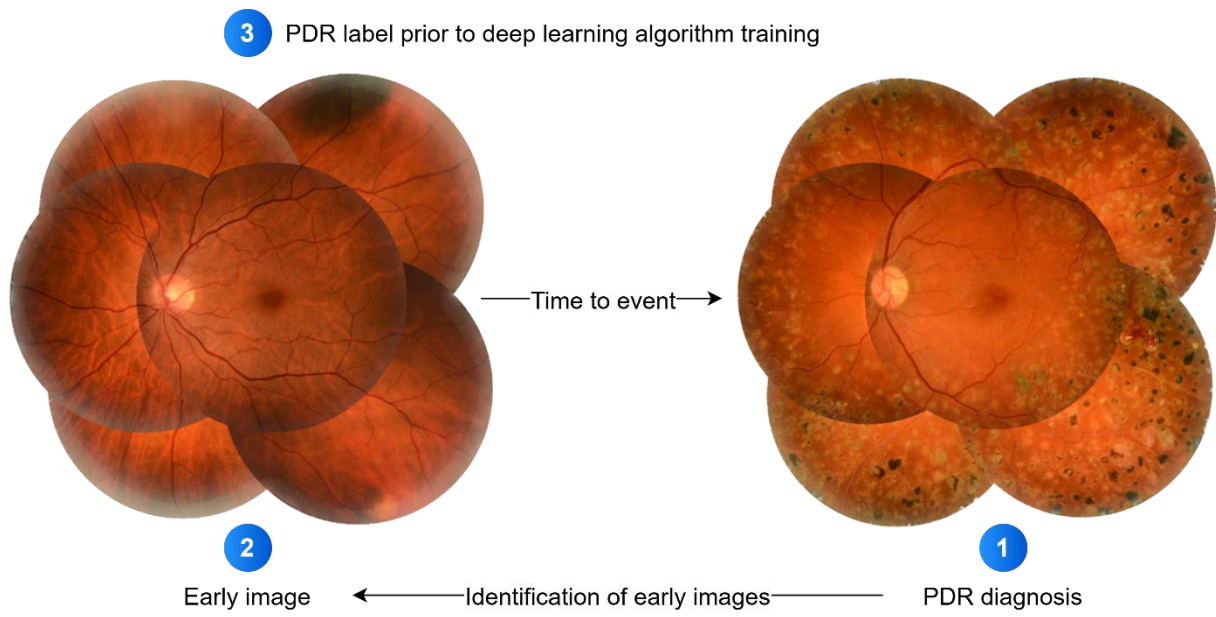 3 PDR label prior to deep learning algorithm training
Time to event
2
1
Early image
Identification of early images
PDR diagnosis